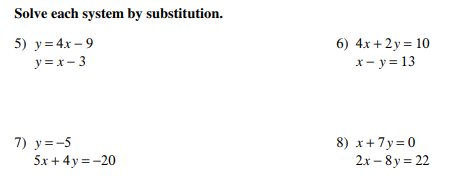 Solve each system by substitution.
5) y = 4x – 9
y = x – 3
6) 4x + 2y = 10
x – y = 13
7) y = –5
5x + 4y = –20
8) x + 7y = 0
2x – 8y = 22